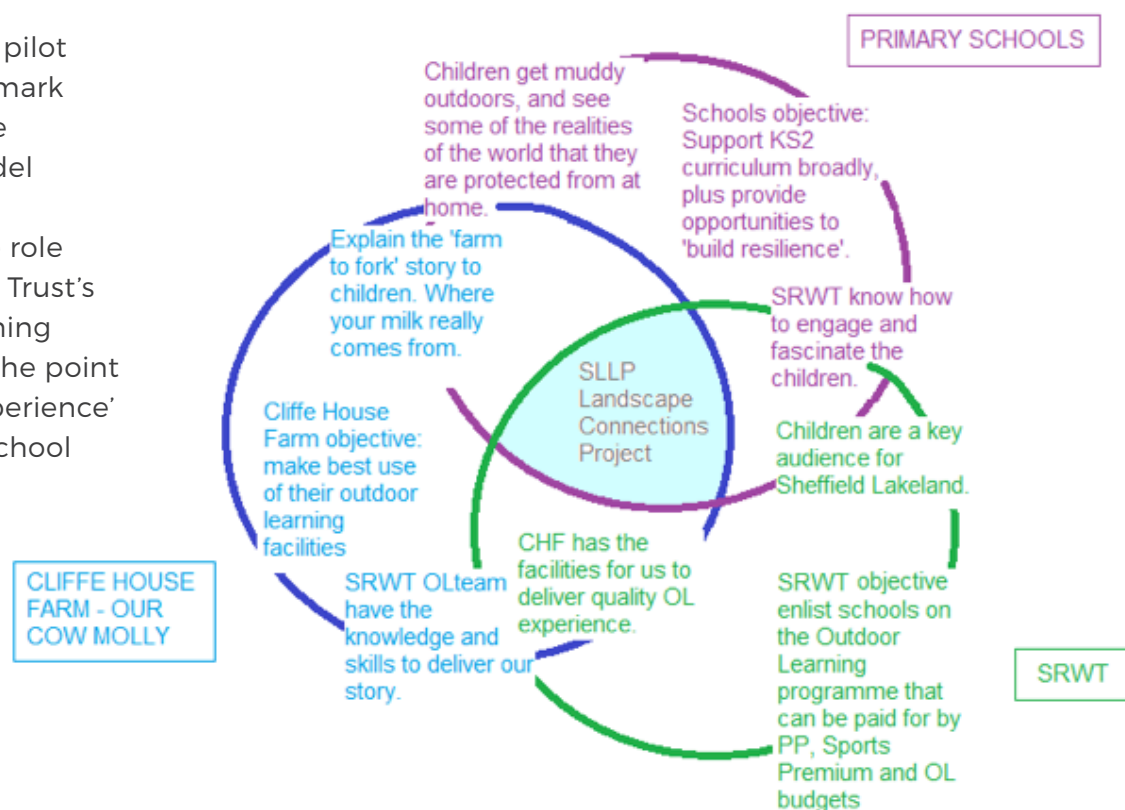 pilot
mark
e
del
role
Trust’s
ning
he point
perience’
chool
PRIMARY SCHOOLS
Children get muddy
outdoors, and see
some of the realities
of the world that they
are protected from at
home.
Schools objective:
Support KS2
curriculum broadly,
plus provide
opportunities to
'build resilience'.
Explain the 'farm
to fork' story to
children. Where
your milk really
comes from.
SRWT know how
to engage and
fascinate the
children.
SLLP
Landscape
Connections
Project
Cliffe House
Farm objective:
make best use
of their outdoor
learning
facilities
Children are a key
audience for
Sheffield Lakeland.
CHF has the
facilities for us to
deliver quality OL
experience.
CLIFFE HOUSE
FARM - OUR
COW MOLLY
SRWT OLteam
have the
knowledge and
skills to deliver our
story.
SRWT objective
enlist schools on
the Outdoor
Learning
programme that
can be paid for by
PP, Sports
Premium and OL
budgets
SRWT